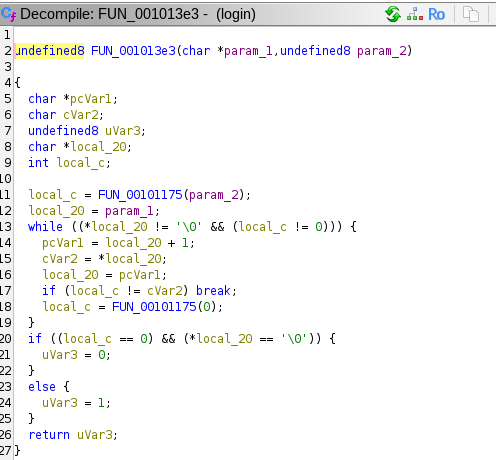 Decompile: FUN_001013e3 - (login)
Ro
1
2 undefined8 FUN_001013e3(char *param_1,undefined8 param_2)
3
4 {
5 char *pcVar1;
6 char cVar2;
7 undefined8 uVar3;
8 char *local_20;
9 int local_c;
10
11 local_c = FUN_00101175(param_2);
12 local_20 = param_1;
13 while ((*local_20 != '\0' && (local_c != 0))) {
14 pcVar1 = local_20 + 1;
15 cVar2 = *local_20;
16 local_20 = pcVar1;
17 if (local_c != cVar2) break;
18 local_c = FUN_00101175(0);
19 }
20 if ((local_c == 0) && (*local_20 == '\0')) {
21 uVar3 = 0;
22 }
23 else {
24 uVar3 = 1;
25 }
26 return uVar3;
27 }